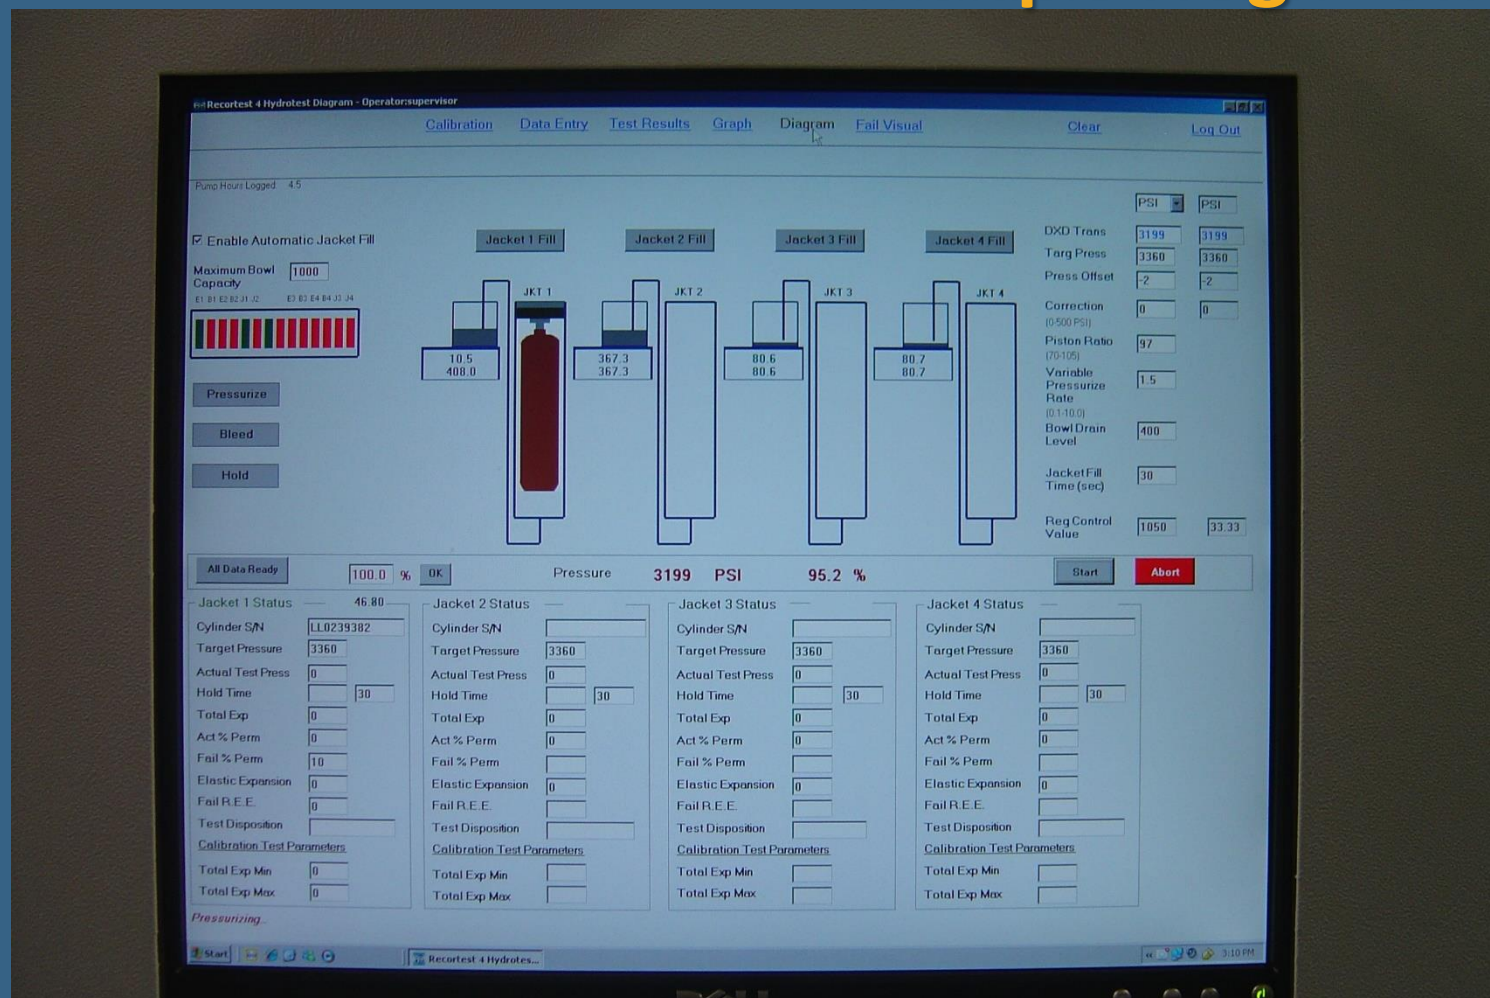 Recortest 4 Hydrotest Diagram - Operator:supervisor
Calibration Data Entry Test Results Graph Diagram Fail Visual Clear Log Out
Pump Hours Logged: 4.5
PSI PSI
Enable Automatic Jacket Fill Jacket 1 Fill Jacket 2 Fill Jacket 3 Fill Jacket 4 Fill
DXD Trans 3199 3199
Targ Press 3360 3360
Press Offset -2 -2
Maximum Bowl Capacity 1000
E1 B1 E2 B2 J1 J2 E3 B3 E4 B4 J3 J4
JKT 1 JKT 2 JKT 3 JKT 4
Correction 0 0
(0-500 PSI)
Piston Ratio 97
(70-105)
10.5 367.3 80.6 80.7
408.0 367.3 80.6 80.7
Variable
Pressurize 1.5
Rate
(0.1-10.0)
Pressurize
Bleed
Hold
Bowl Drain 400
Level
Jacket Fill 30
Time (sec)
Reg Control 1050 33.33
Value
All Data Ready 100.0 % OK Pressure 3199 PSI 95.2 % Start Abort
Jacket 1 Status 46.80
Cylinder S/N LL0239382
Target Pressure 3360
Actual Test Press 0
Hold Time 30
Total Exp 0
Act % Perm 0
Fail % Perm 10
Elastic Expansion 0
Fail R.E.E. 0
Test Disposition
Calibration Test Parameters
Total Exp Min 0
Total Exp Max 0
Jacket 2 Status
Cylinder S/N
Target Pressure 3360
Actual Test Press 0
Hold Time 30
Total Exp 0
Act % Perm 0
Fail % Perm
Elastic Expansion 0
Fail R.E.E.
Test Disposition
Calibration Test Parameters
Total Exp Min
Total Exp Max
Jacket 3 Status
Cylinder S/N
Target Pressure 3360
Actual Test Press 0
Hold Time 30
Total Exp 0
Act % Perm 0
Fail % Perm
Elastic Expansion 0
Fail R.E.E.
Test Disposition
Calibration Test Parameters
Total Exp Min
Total Exp Max
Jacket 4 Status
Cylinder S/N
Target Pressure 3360
Actual Test Press 0
Hold Time 30
Total Exp 0
Act % Perm 0
Fail % Perm
Elastic Expansion 0
Fail R.E.E.
Test Disposition
Calibration Test Parameters
Total Exp Min
Total Exp Max
Pressurizing..
Start Recortest 4 Hydrotes... 3:10 PM
DELL